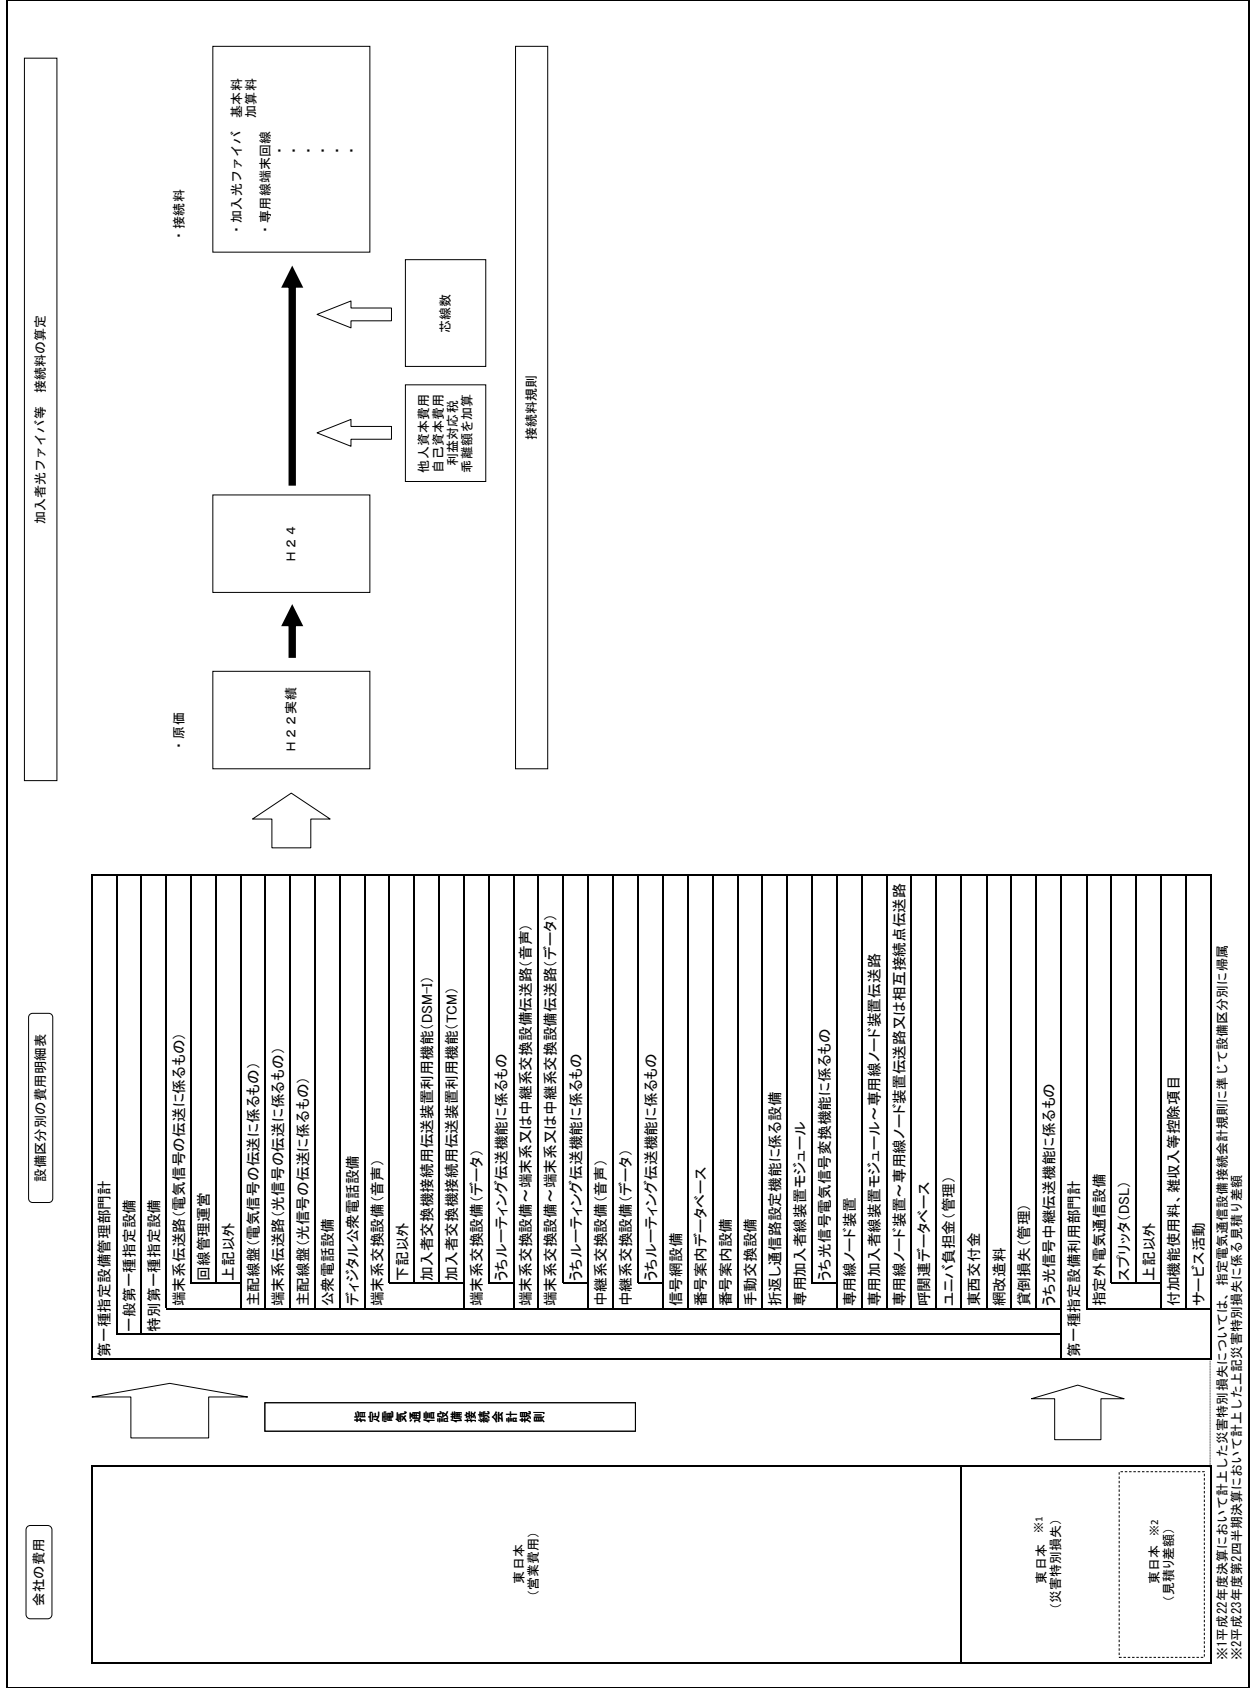 会社の費用
東日本
（営業費用）
東日本　※1
（災害特別損失）
東日本　※2
（見積り差額）
指定電気通信設備接続会計規則
設備区分別の費用明細表
第一種指定設備管理部門計
一般第一種指定設備
特別第一種指定設備
端末系伝送路（電気信号の伝送に係るもの）
回線管理運営
上記以外
主配線盤（電気信号の伝送に係るもの）
端末系伝送路（光信号の伝送に係るもの）
主配線盤（光信号の伝送に係るもの）
公衆電話設備
ディジタル公衆電話設備
端末系交換設備（音声）
下記以外
加入者交換機接続用伝送装置利用機能（DSM-I）
加入者交換機接続用伝送装置利用機能（TCM）
端末系交換設備（データ）
うちルーティング伝送機能に係るもの
端末系交換設備～端末系又は中継系交換設備伝送路（音声）
端末系交換設備～端末系又は中継系交換設備伝送路（データ）
うちルーティング伝送機能に係るもの
中継系交換設備（音声）
中継系交換設備（データ）
うちルーティング伝送機能に係るもの
信号網設備
番号案内データベース
番号案内設備
手動交換設備
折返し通信路設定機能に係る設備
専用加入者線装置モジュール
うち光信号電気信号変換機能に係るもの
専用線ノード装置
専用加入者線装置モジュール～専用線ノード装置伝送路
専用線ノード装置～専用線ノード装置伝送路又は相互接続点伝送路
呼関連データベース
ユニバ負担金（管理）
東西交付金
網改造料
貸倒損失（管理）
うち光信号中継伝送機能に係るもの
第一種指定設備利用部門計
指定外電気通信設備
スプリッタ（DSL）
上記以外
付加機能使用料、雑収入等控除項目
サービス活動
※1平成22年度決算において計上した災害特別損失については、指定電気通信設備接続会計規則に準じて設備区分別に帰属
※2平成23年度第2四半期決算において計上した上記災害特別損失に係る見積り差額
加入者光ファイバ等　接続料の算定
・原価
H２２実績
H２４
・接続料
・加入光ファイバ　基本料
加算料
・専用線端末回線
・
・
・
・
・
・
他人資本費用
自己資本費用
利益対応税
乖離額を加算
芯線数
接続料規則